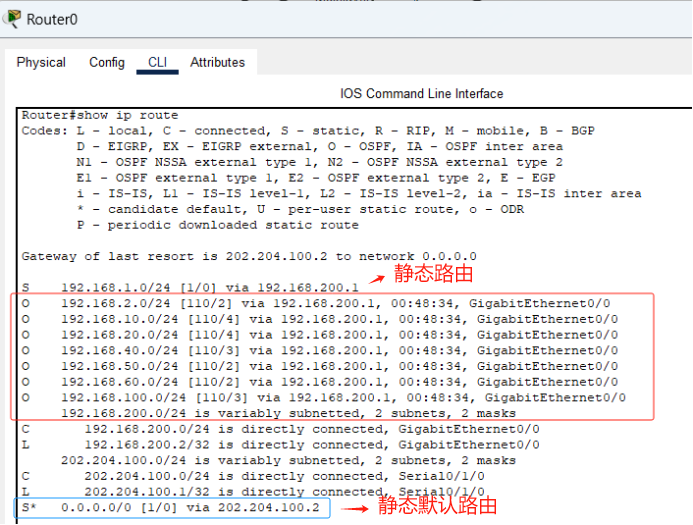 Router0
Physical Config CLI Attributes
IOS Command Line Interface
Router#show ip route
Codes: L - local, C - connected, S - static, R - RIP, M - mobile, B - BGP
D - EIGRP, EX - EIGRP external, O - OSPF, IA - OSPF inter area
N1 - OSPF NSSA external type 1, N2 - OSPF NSSA external type 2
E1 - OSPF external type 1, E2 - OSPF external type 2, E - EGP
i - IS-IS, L1 - IS-IS level-1, L2 - IS-IS level-2, ia - IS-IS inter area
* - candidate default, U - per-user static route, o - ODR
P - periodic downloaded static route
Gateway of last resort is 202.204.100.2 to network 0.0.0.0
S 192.168.1.0/24 [1/0] via 192.168.200.1 静态路由
O 192.168.2.0/24 [110/2] via 192.168.200.1, 00:48:34, GigabitEthernet0/0
O 192.168.10.0/24 [110/4] via 192.168.200.1, 00:48:34, GigabitEthernet0/0
O 192.168.20.0/24 [110/4] via 192.168.200.1, 00:48:34, GigabitEthernet0/0
O 192.168.40.0/24 [110/3] via 192.168.200.1, 00:48:34, GigabitEthernet0/0
O 192.168.50.0/24 [110/2] via 192.168.200.1, 00:48:34, GigabitEthernet0/0
O 192.168.60.0/24 [110/2] via 192.168.200.1, 00:48:34, GigabitEthernet0/0
O 192.168.100.0/24 [110/3] via 192.168.200.1, 00:48:34, GigabitEthernet0/0
192.168.200.0/24 is variably subnetted, 2 subnets, 2 masks
C 192.168.200.0/24 is directly connected, GigabitEthernet0/0
L 192.168.200.2/32 is directly connected, GigabitEthernet0/0
202.204.100.0/24 is variably subnetted, 2 subnets, 2 masks
C 202.204.100.0/24 is directly connected, Serial0/1/0
L 202.204.100.1/32 is directly connected, Serial0/1/0
S* 0.0.0.0/0 [1/0] via 202.204.100.2 静态默认路由